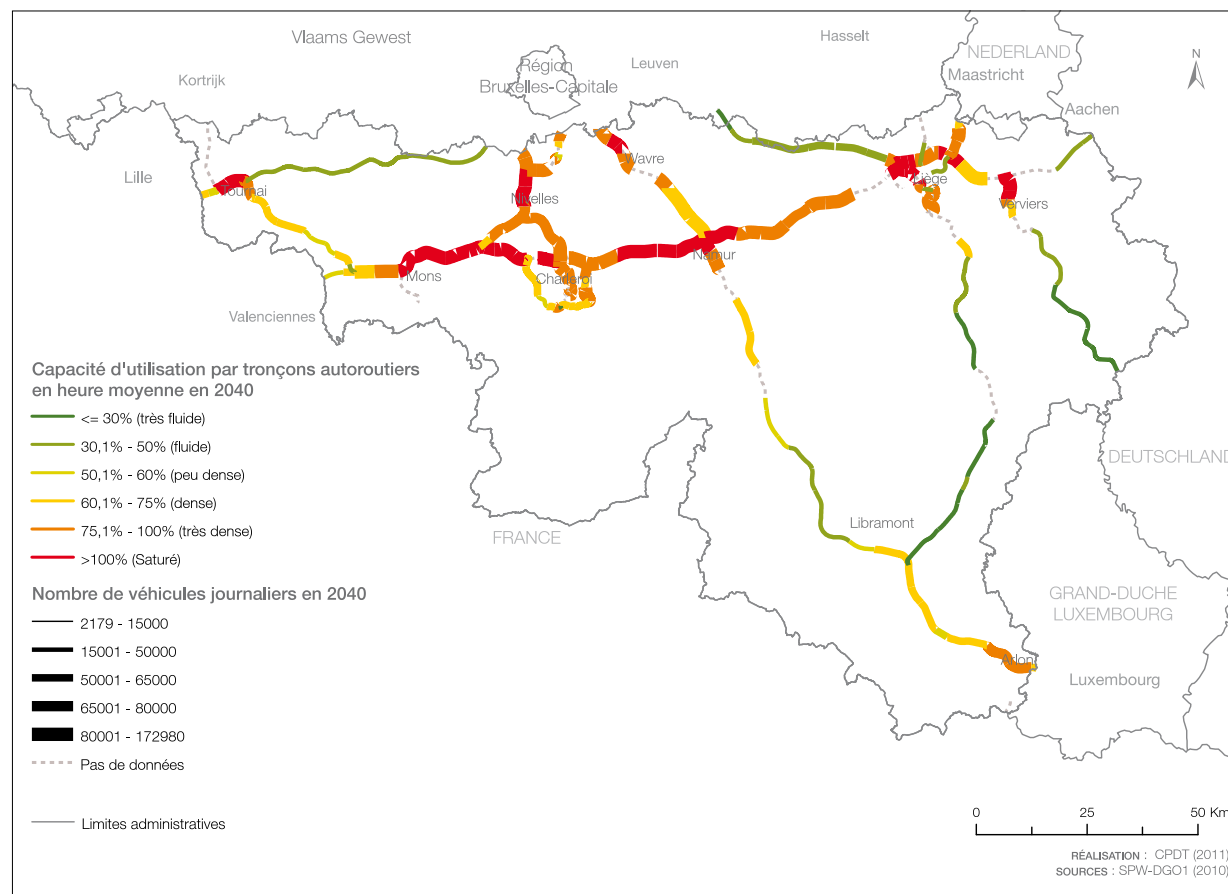 Vlaams Gewest
Hasselt
NEDERLAND
Maastricht
N
Région
Bruxelles-Capitale
Leuven
Kortrijk
Aachen
Lille
Tournai
Wavre
Liège
Nivelles
Verviers
Mons
Charleroi
Namur
Valenciennes
Capacité d'utilisation par tronçons autoroutiers
en heure moyenne en 2040
<= 30% (très fluide)
30,1% - 50% (fluide)
50,1% - 60% (peu dense)
60,1% - 75% (dense)
75,1% - 100% (très dense)
>100% (Saturé)
DEUTSCHLAND
Libramont
FRANCE
Nombre de véhicules journaliers en 2040
2179 - 15000
15001 - 50000
50001 - 65000
65001 - 80000
80001 - 172980
Pas de données
Limites administratives
GRAND-DUCHE
LUXEMBOURG
Arlon
Luxembourg
0 25 50 Km
RÉALISATION : CPDT (2011)
SOURCES : SPW-DGO1 (2010)